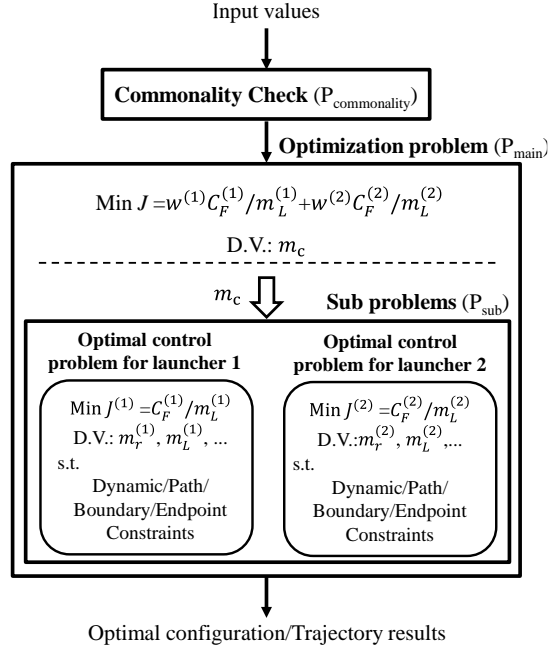 Input values
Commonality Check (P_commonality)
Optimization problem (P_main)
Min J =w^(1)C_F^(1)/m_L^(1)+w^(2)C_F^(2)/m_L^(2)
D.V.: m_c
m_c
Sub problems (P_sub)
Optimal control
problem for launcher 1
Min J^(1) =C_F^(1)/m_L^(1)
D.V.: m_r^(1), m_L^(1), ...
s.t.
Dynamic/Path/
Boundary/Endpoint
Constraints
Optimal control
problem for launcher 2
Min J^(2) =C_F^(2)/m_L^(2)
D.V.:m_r^(2), m_L^(2),...
s.t.
Dynamic/Path/
Boundary/Endpoint
Constraints
Optimal configuration/Trajectory results